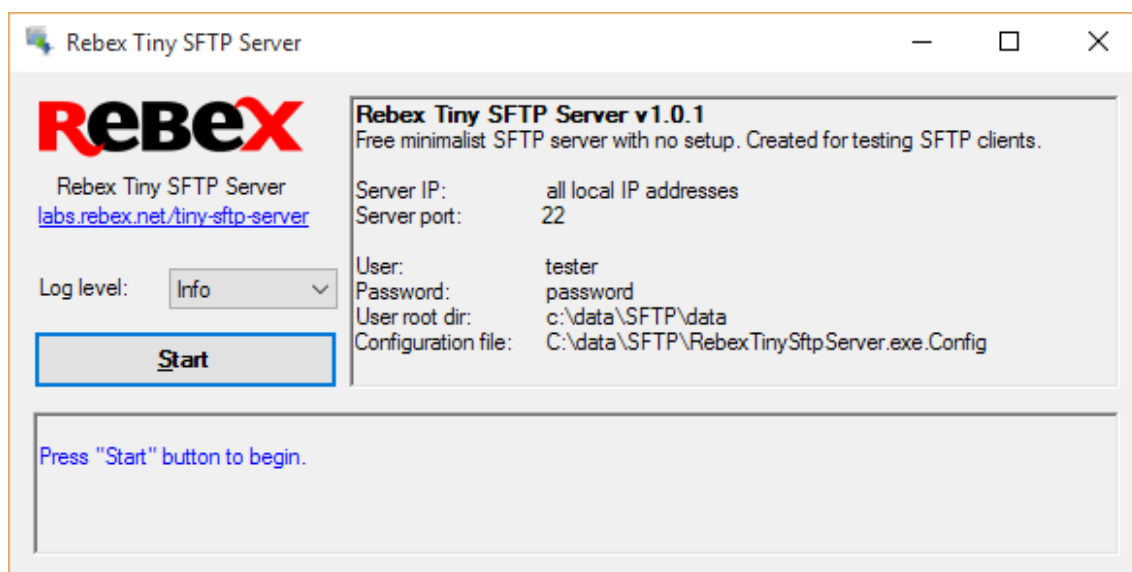 Rebex Tiny SFTP Server
ReBeX
Rebex Tiny SFTP Server
labs.rebex.net/tiny-sftp-server
Log level: Info
Start
Rebex Tiny SFTP Server v1.0.1
Free minimalist SFTP server with no setup. Created for testing SFTP clients.
Server IP: all local IP addresses
Server port: 22
User: tester
Password: password
User root dir: c:\data\SFTP\data
Configuration file: C:\data\SFTP\RebexTinySftpServer.exe.Config
Press "Start" button to begin.